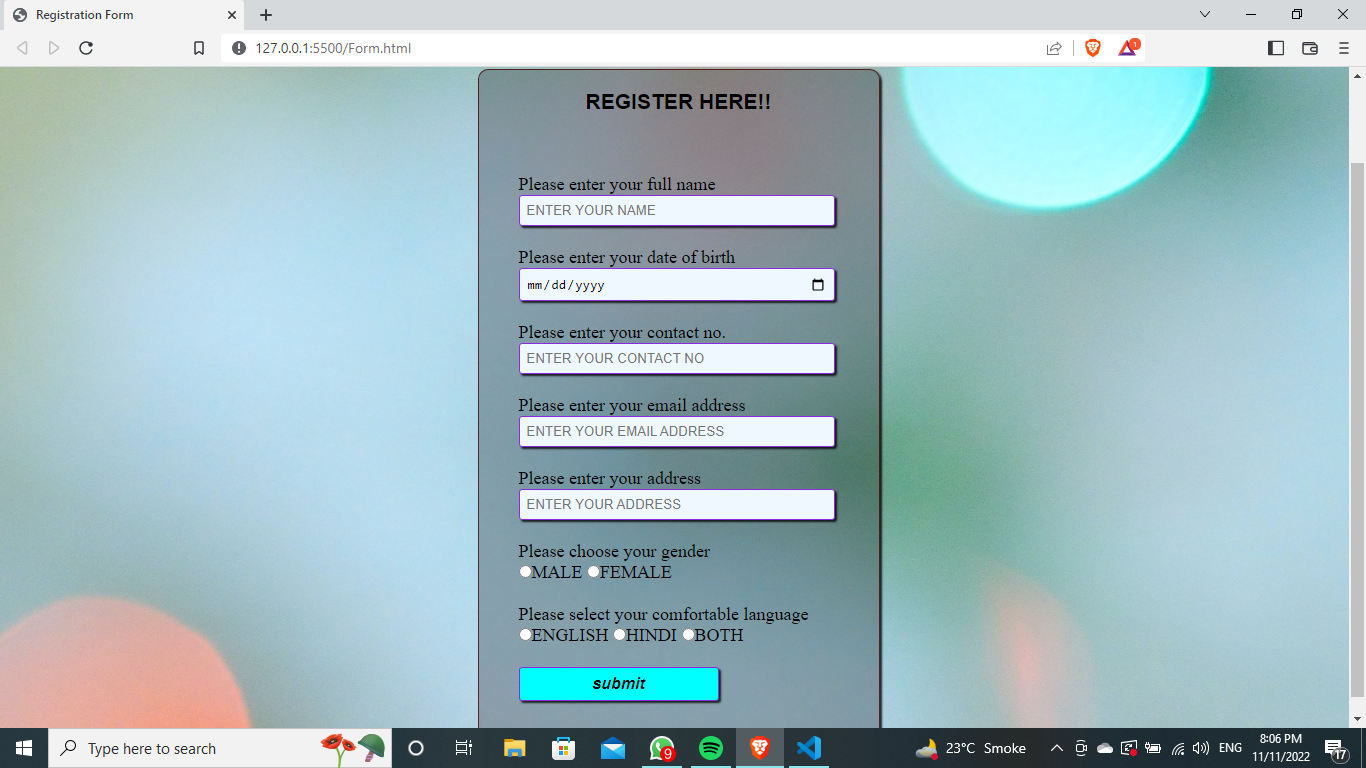 Registration Form
127.0.0.1:5500/Form.html
1
REGISTER HERE!!
Please enter your full name
ENTER YOUR NAME
Please enter your date of birth
mm/dd/yyyy
Please enter your contact no.
ENTER YOUR CONTACT NO
Please enter your email address
ENTER YOUR EMAIL ADDRESS
Please enter your address
ENTER YOUR ADDRESS
Please choose your gender
MALE FEMALE
Please select your comfortable language
ENGLISH HINDI BOTH
submit
Type here to search
9
23°C Smoke
ENG
8:06 PM
11/11/2022
17